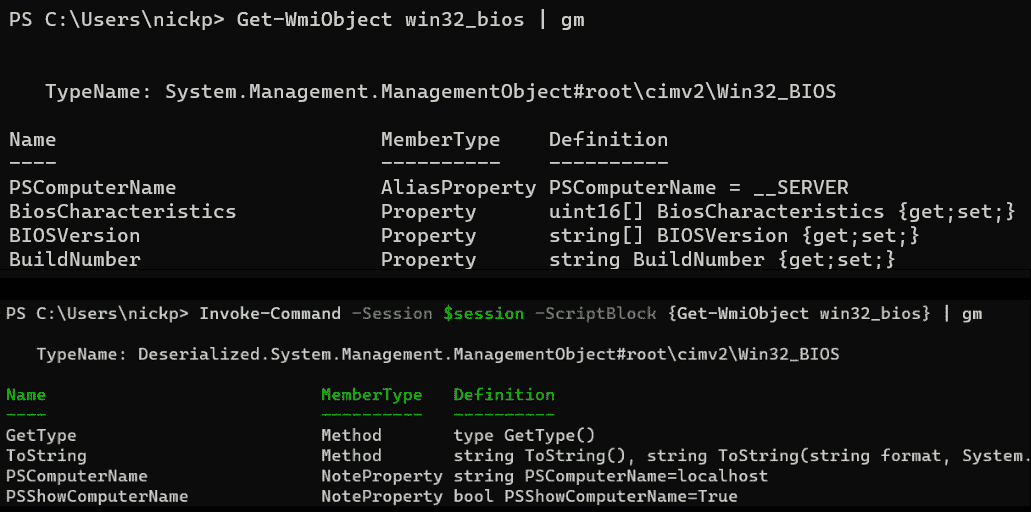 PS C:\Users\nickp> Get-WmiObject win32_bios | gm
TypeName: System.Management.ManagementObject#root\cimv2\Win32_BIOS
Name MemberType Definition
---- ---------- ----------
PSComputerName AliasProperty PSComputerName = __SERVER
BiosCharacteristics Property uint16[] BiosCharacteristics {get;set;}
BIOSVersion Property string[] BIOSVersion {get;set;}
BuildNumber Property string BuildNumber {get;set;}
PS C:\Users\nickp> Invoke-Command -Session $session -ScriptBlock {Get-WmiObject win32_bios} | gm
TypeName: Deserialized.System.Management.ManagementObject#root\cimv2\Win32_BIOS
Name MemberType Definition
---- ---------- ----------
GetType Method type GetType()
ToString Method string ToString(), string ToString(string format, System.
PSComputerName NoteProperty string PSComputerName=localhost
PSShowComputerName NoteProperty bool PSShowComputerName=True